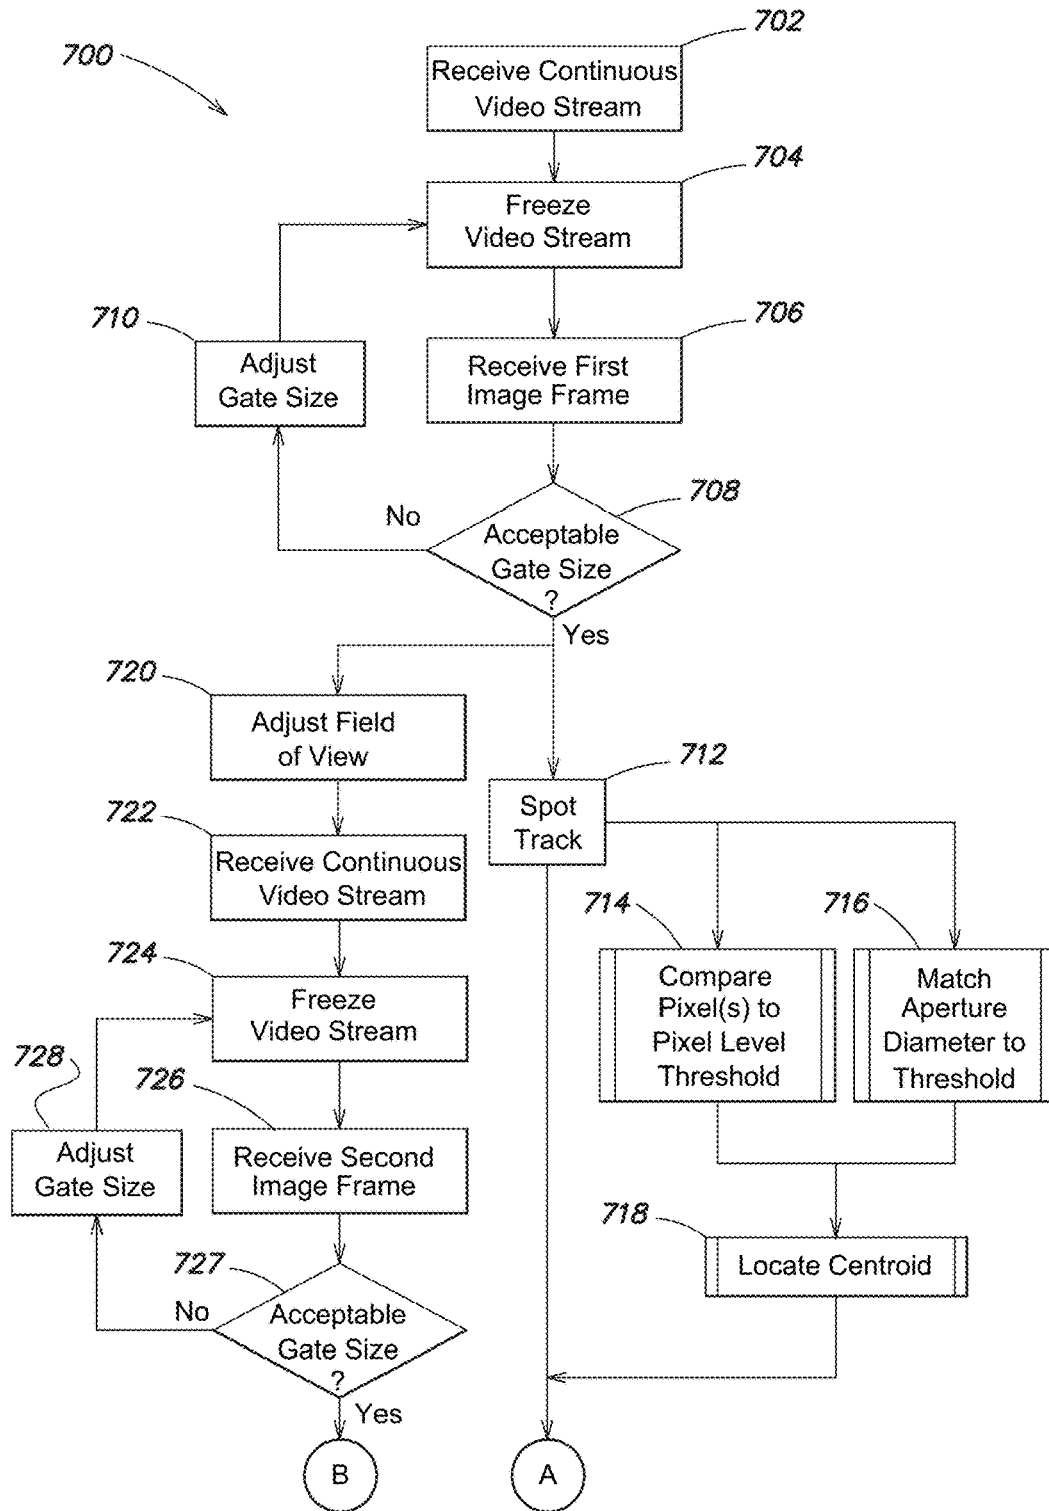 700
702
Receive Continuous
Video Stream
704
Freeze
Video Stream
710
Adjust
Gate Size
706
Receive First
Image Frame
708
No
Acceptable
Gate Size
?
Yes
720
Adjust Field
of View
712
Spot
Track
722
Receive Continuous
Video Stream
714
Compare
Pixel(s) to
Pixel Level
Threshold
716
Match
Aperture
Diameter to
Threshold
724
Freeze
Video Stream
728
Adjust
Gate Size
726
Receive Second
Image Frame
718
Locate Centroid
727
No
Acceptable
Gate Size
?
Yes
B
A